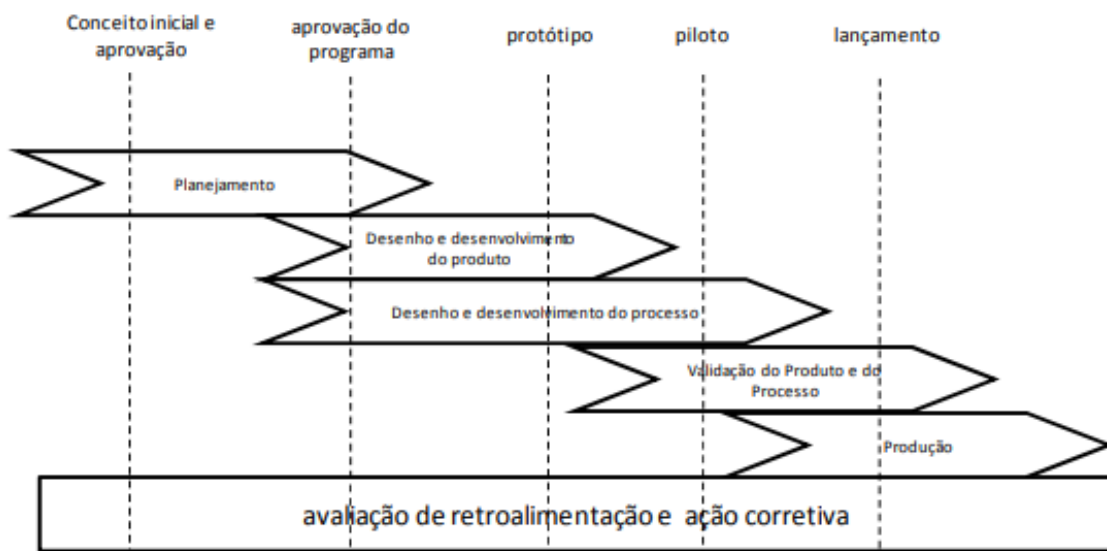 Conceito inicial e
aprovação
aprovação do
programa
protótipo
piloto
lançamento
Planejamento
Desenho e desenvolvimento
do produto
Desenho e desenvolvimento do processo
Validação do Produto e do
Processo
Produção
avaliação de retroalimentação e ação corretiva